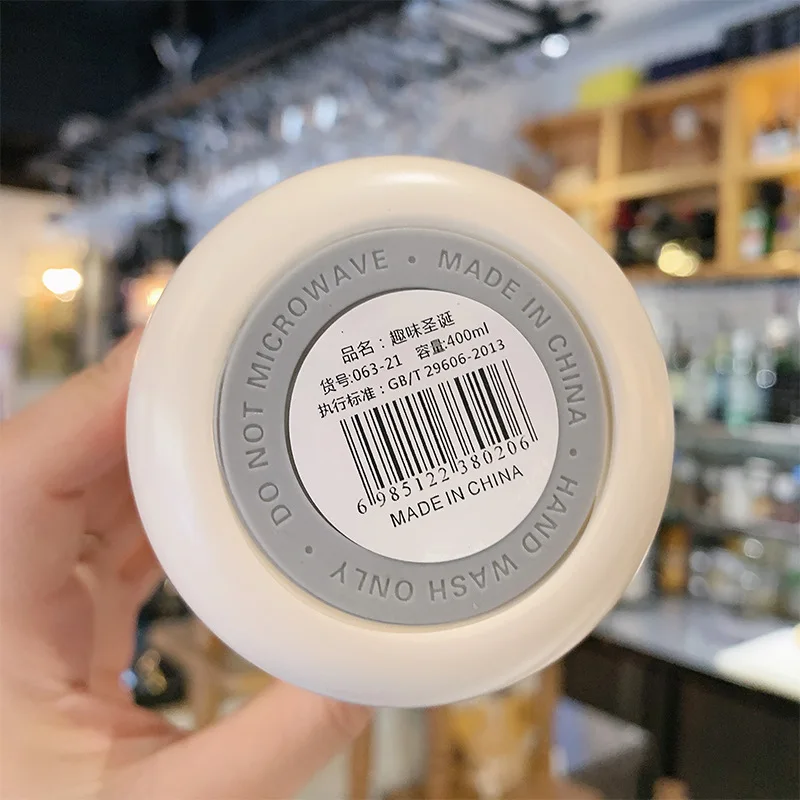 DO NOT MICROWAVE • MADE IN CHINA • HAND WASH ONLY •
品名：趣味圣诞
货号:063-21 容量:400ml
执行标准：GB/T 29606-2013
6 985122 380206
MADE IN CHINA